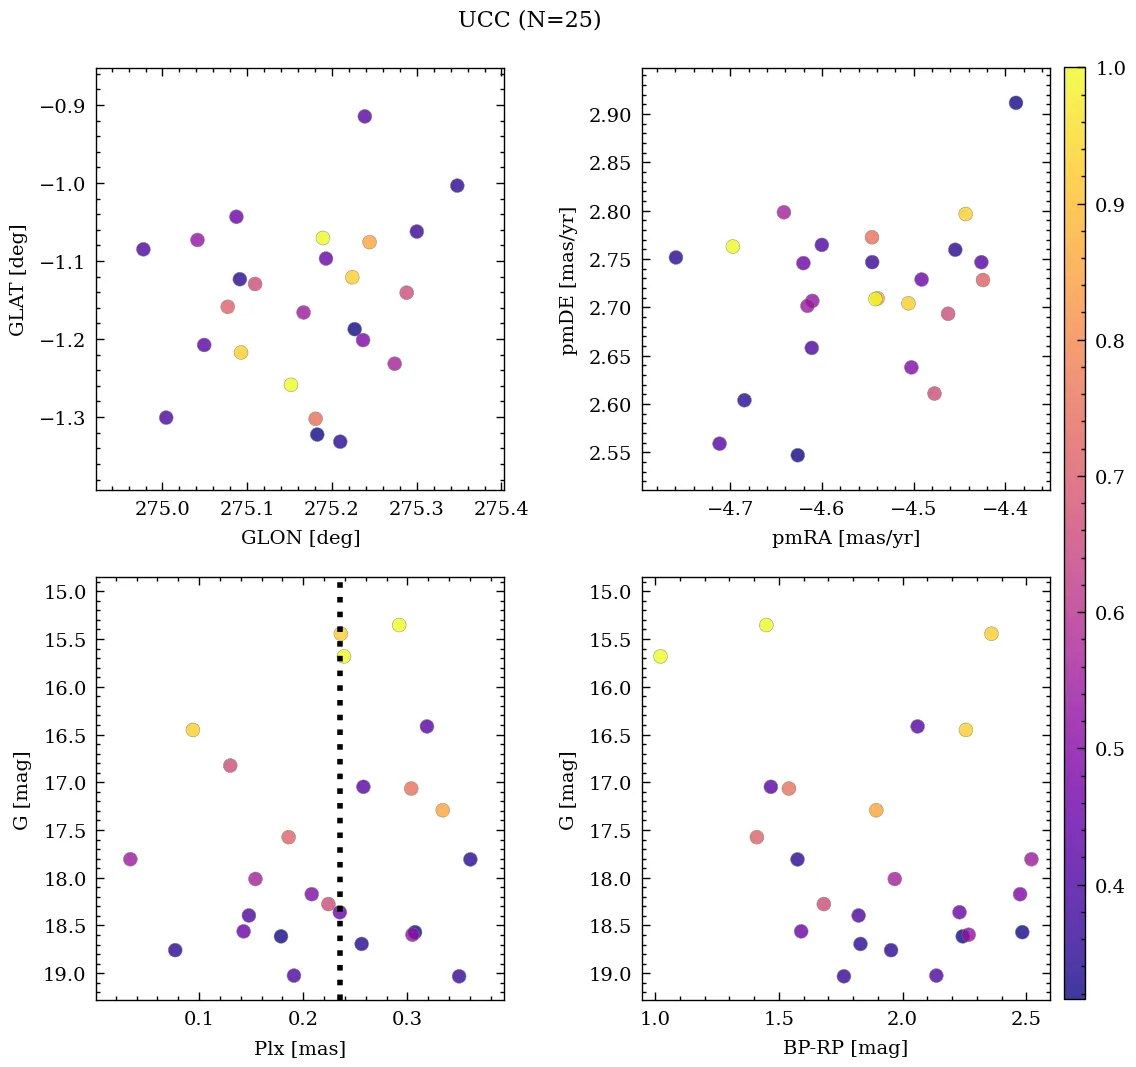 UCC (N=25)
−0.9
−1.0
−1.1
−1.2
−1.3
GLAT [deg]
275.0 275.1 275.2 275.3 275.4
GLON [deg]
2.90
2.85
2.80
2.75
2.70
2.65
2.60
2.55
pmDE [mas/yr]
−4.7 −4.6 −4.5 −4.4
pmRA [mas/yr]
15.0
15.5
16.0
16.5
17.0
17.5
18.0
18.5
19.0
G [mag]
0.1 0.2 0.3
Plx [mas]
15.0
15.5
16.0
16.5
17.0
17.5
18.0
18.5
19.0
G [mag]
1.0 1.5 2.0 2.5
BP-RP [mag]
1.0
0.9
0.8
0.7
0.6
0.5
0.4